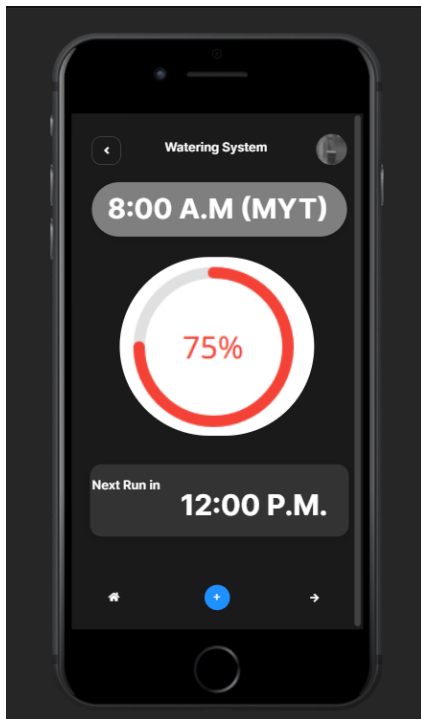 Watering System
8:00 A.M (MYT)
75%
Next Run in
12:00 P.M.